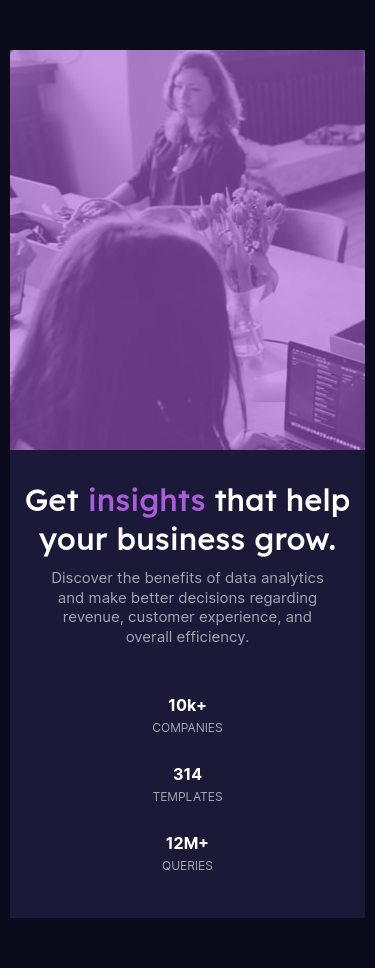 Get insights that help
your business grow.
Discover the benefits of data analytics
and make better decisions regarding
revenue, customer experience, and
overall efficiency.
10k+
COMPANIES
314
TEMPLATES
12M+
QUERIES